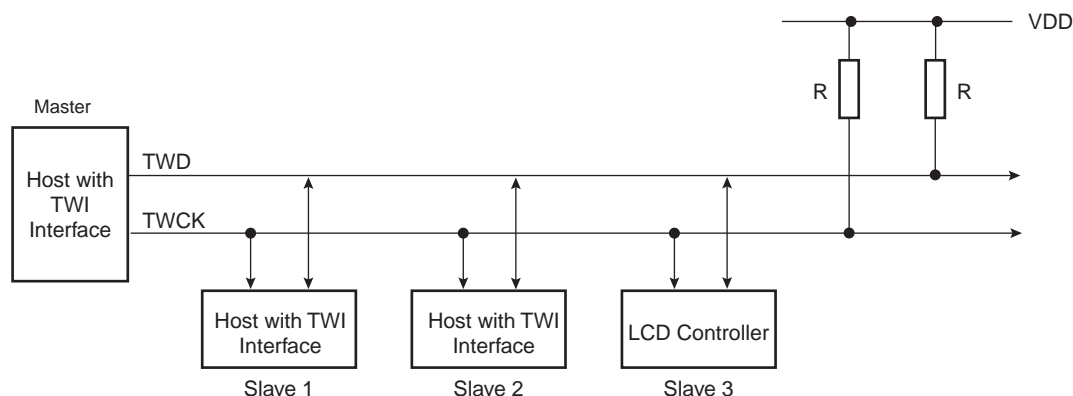 VDD
R
R
Master
Host with
TWI
Interface
TWD
TWCK
Host with TWI
Interface
Slave 1
Host with TWI
Interface
Slave 2
LCD Controller
Slave 3